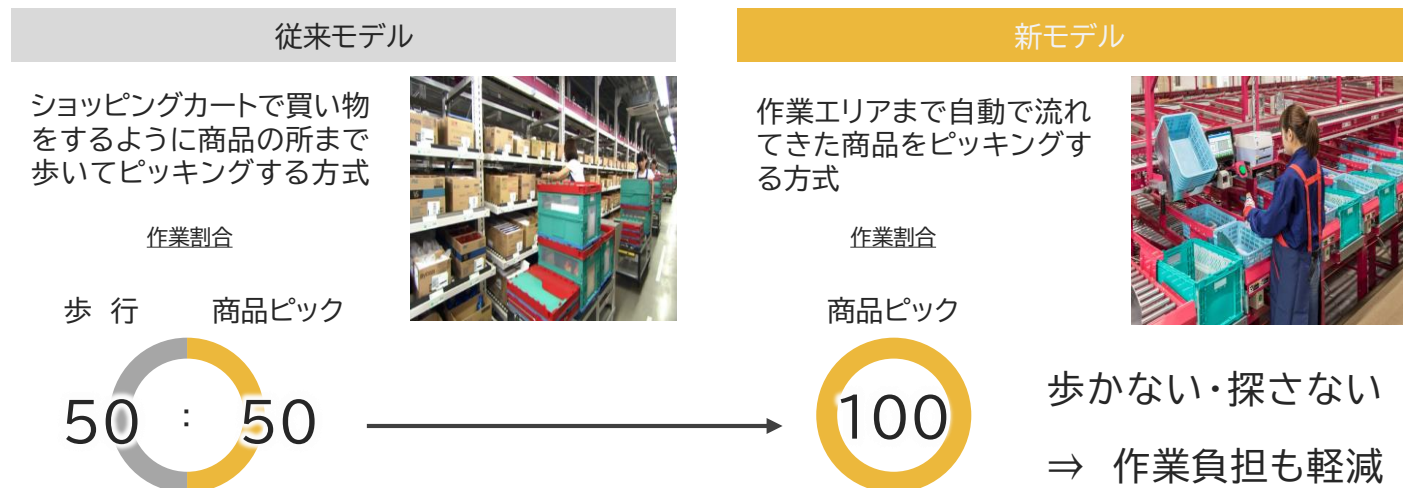 従来モデル
ショッピングカートで買い物
をするように商品の所まで
歩いてピッキングする方式
作業割合
歩 行 商品ピック
50 : 50
新モデル
作業エリアまで自動で流れ
てきた商品をピッキングす
る方式
作業割合
商品ピック
100
歩かない・探さない
⇒ 作業負担も軽減